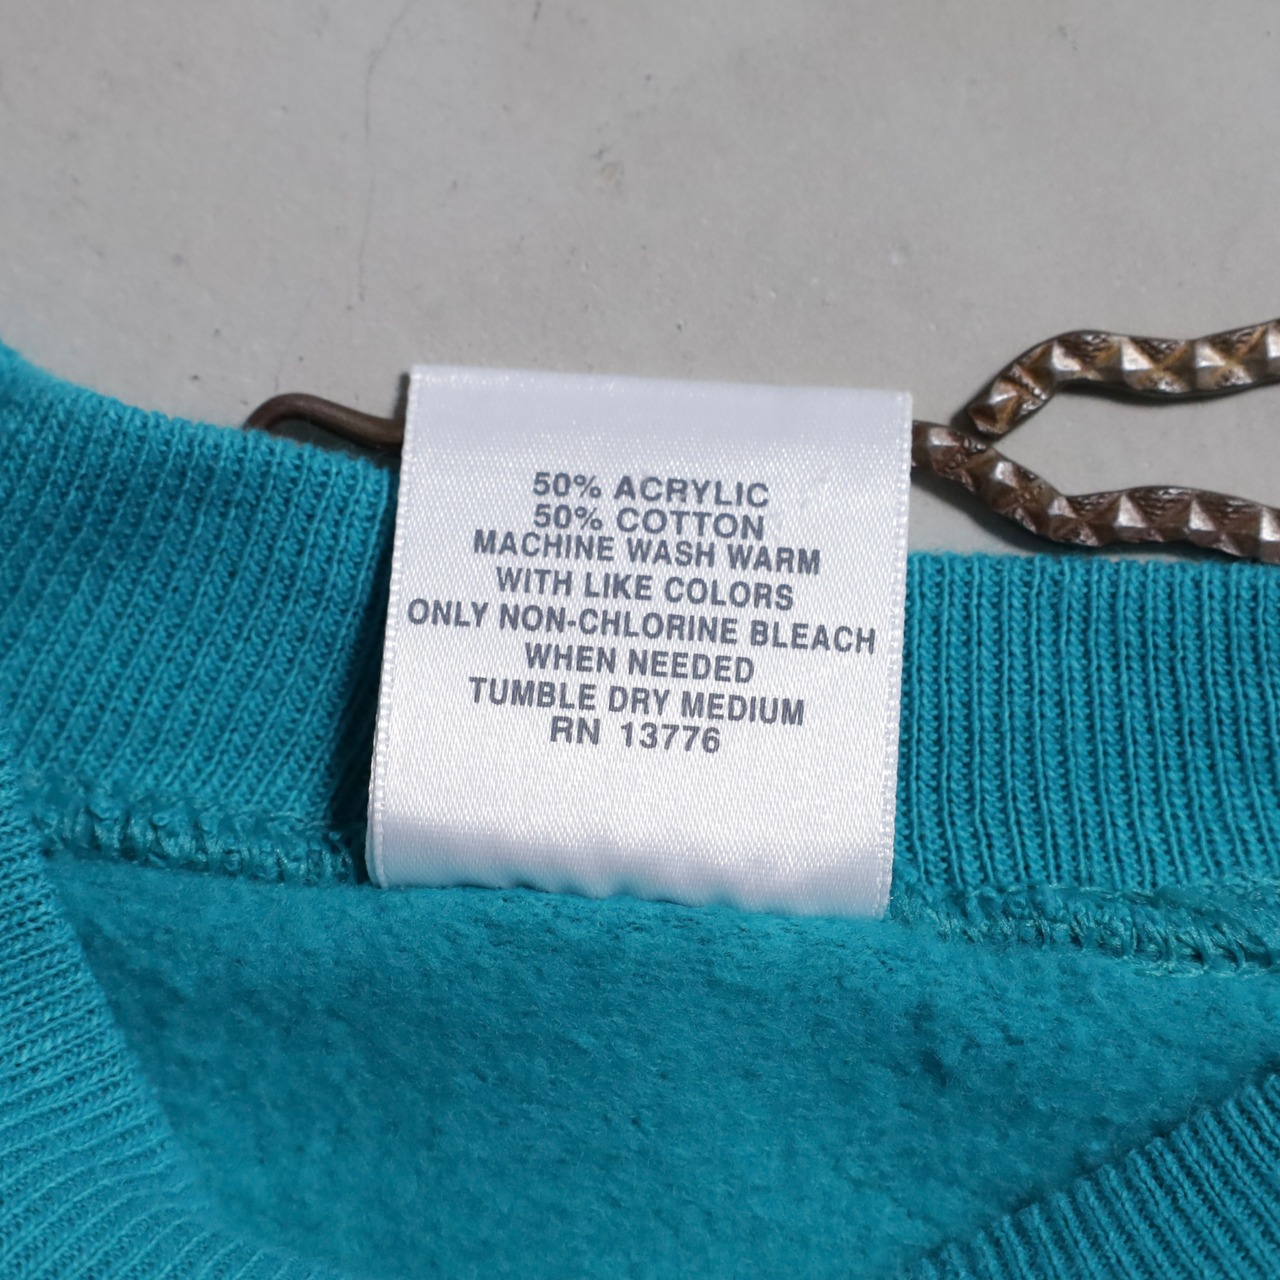 50% ACRYLIC
50% COTTON
MACHINE WASH WARM
WITH LIKE COLORS
ONLY NON-CHLORINE BLEACH
WHEN NEEDED
TUMBLE DRY MEDIUM
RN 13776